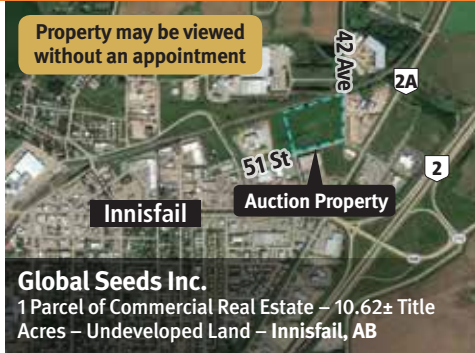 Property may be viewed
without an appointment
42 Ave
2A
51 St
2
Auction Property
Innisfail
Global Seeds Inc.
1 Parcel of Commercial Real Estate – 10.62± Title
Acres – Undeveloped Land – Innisfail, AB